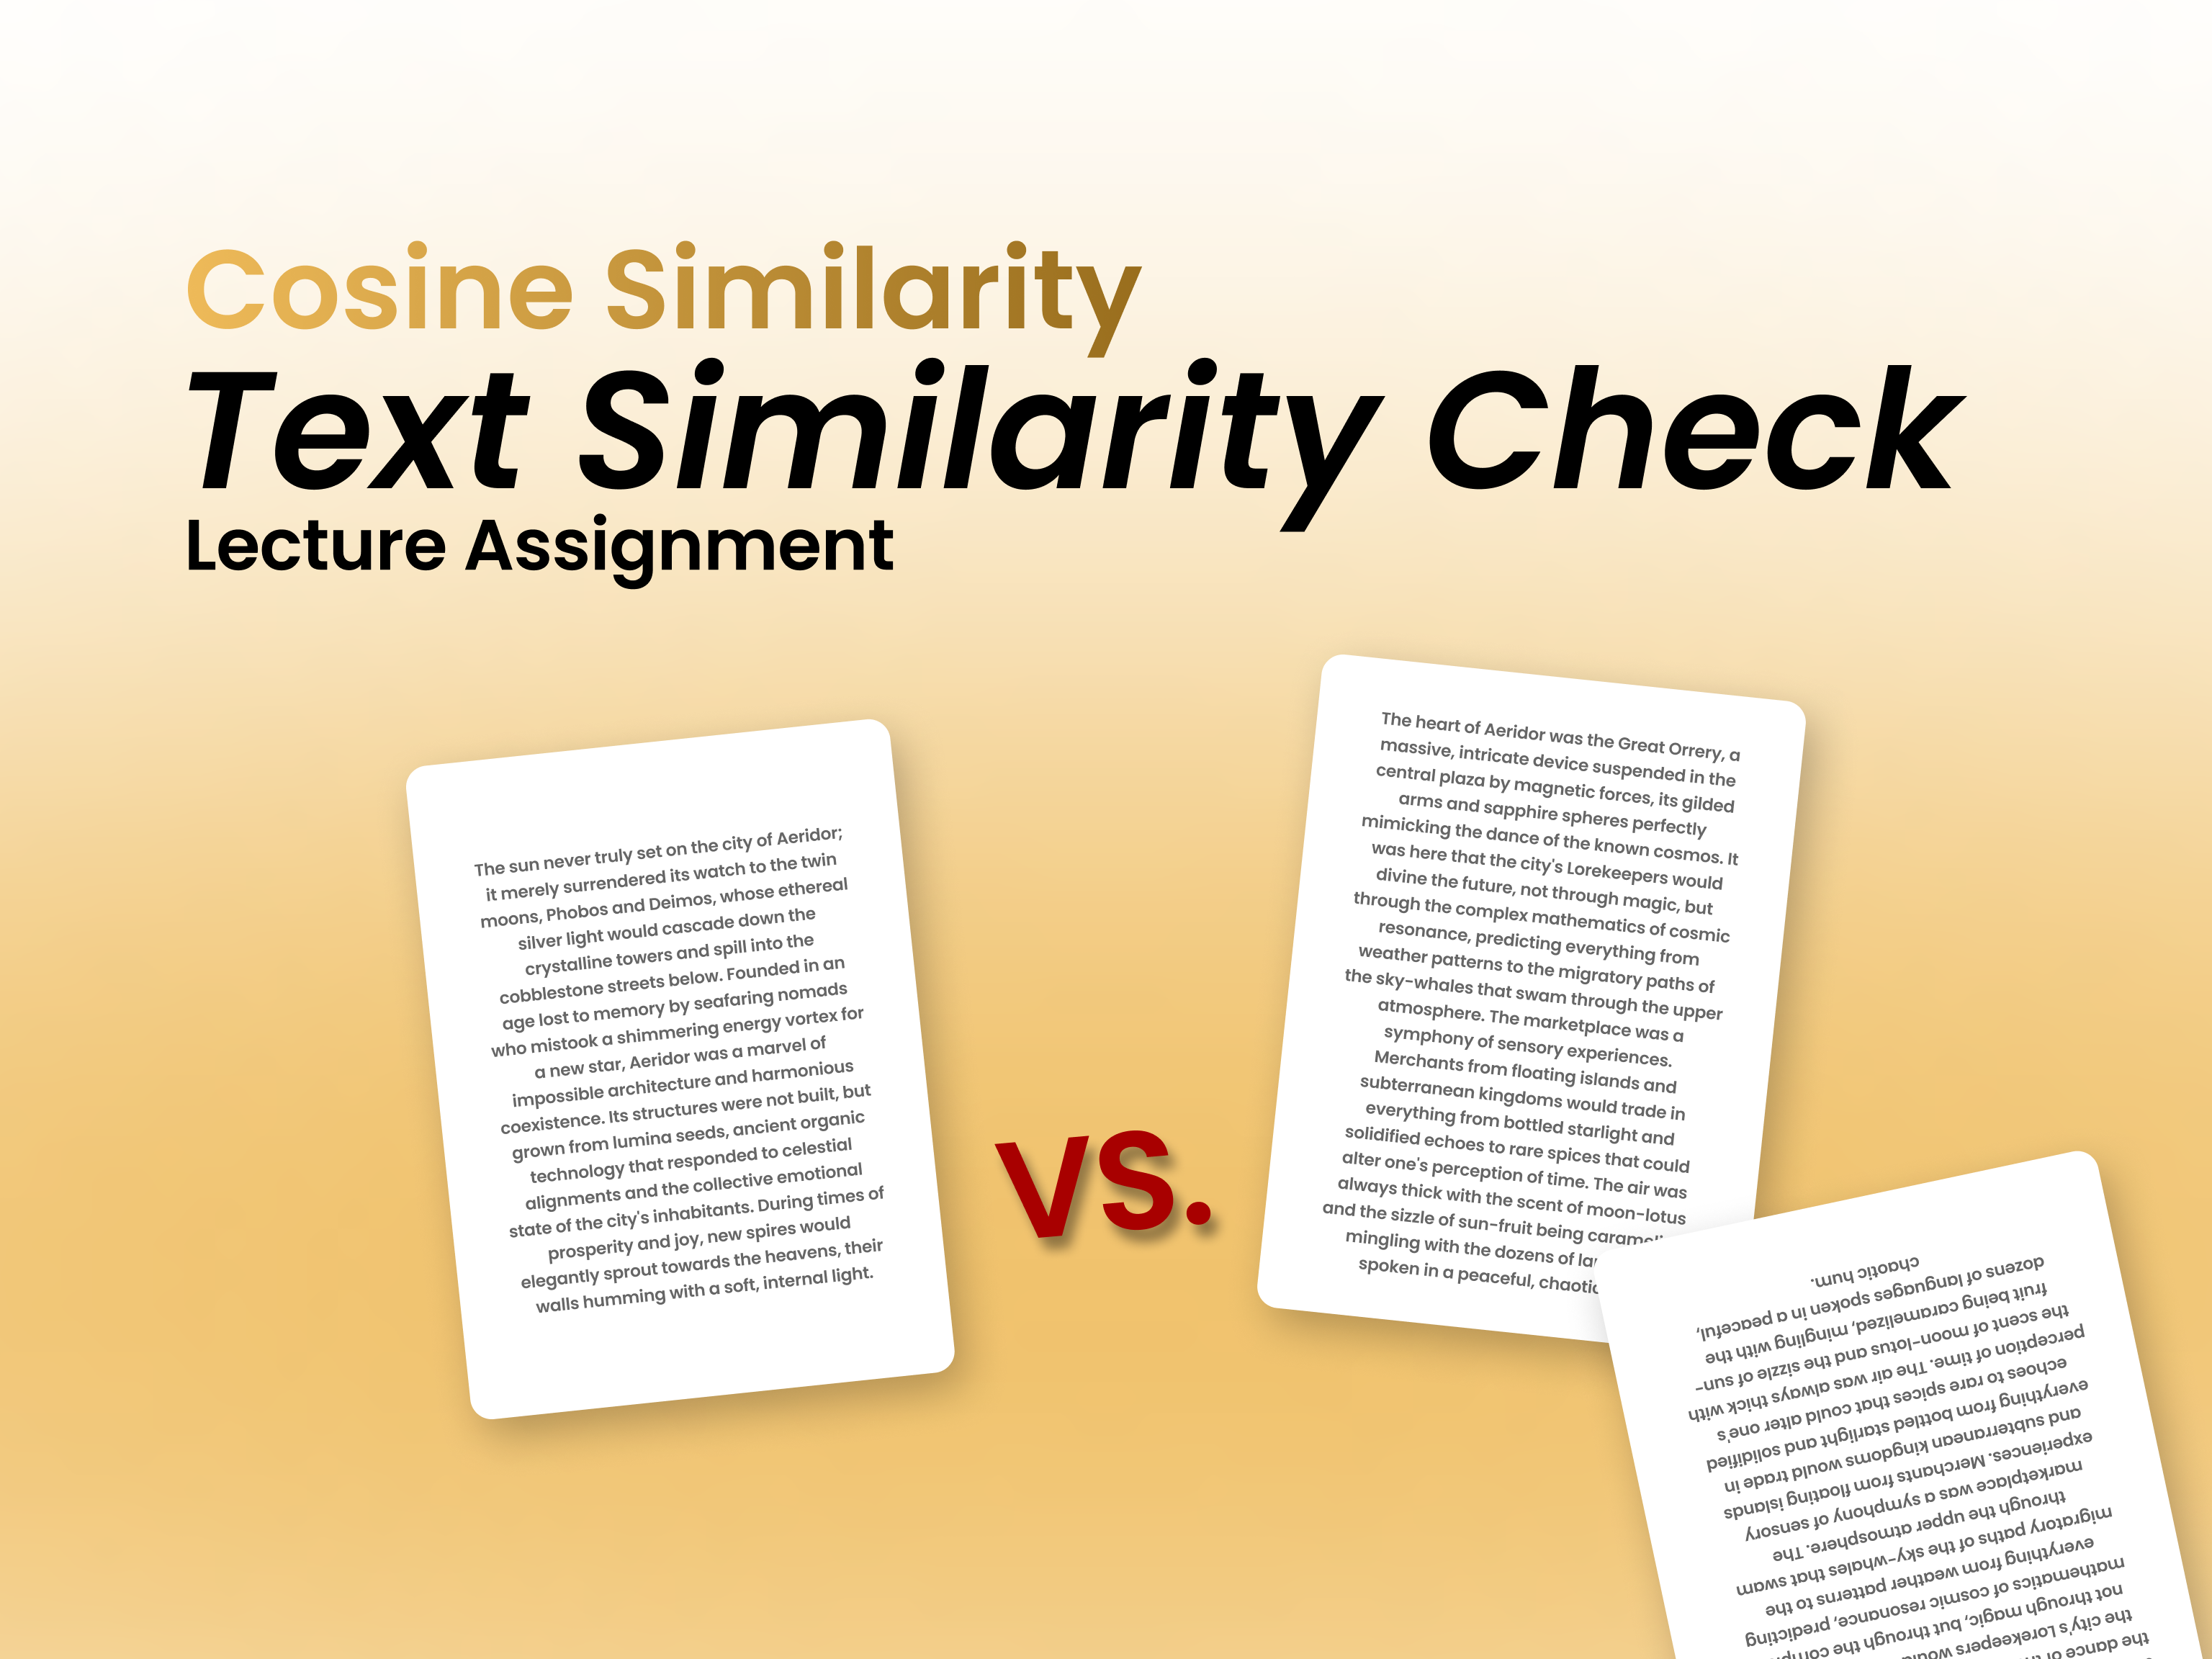 Cosine Similarity
Text Similarity Check
Lecture Assignment
The sun never truly set on the city of Aeridor;
it merely surrendered its watch to the twin
moons, Phobos and Deimos, whose ethereal
silver light would cascade down the
crystalline towers and spill into the
cobblestone streets below. Founded in an
age lost to memory by seafaring nomads
who mistook a shimmering energy vortex for
a new star, Aeridor was a marvel of
impossible architecture and harmonious
coexistence. Its structures were not built, but
grown from lumina seeds, ancient organic
technology that responded to celestial
alignments and the collective emotional
state of the city's inhabitants. During times of
prosperity and joy, new spires would
elegantly sprout towards the heavens, their
walls humming with a soft, internal light.
VS.
The heart of Aeridor was the Great Orrery, a
massive, intricate device suspended in the
central plaza by magnetic forces, its gilded
arms and sapphire spheres perfectly
mimicking the dance of the known cosmos. It
was here that the city's Lorekeepers would
divine the future, not through magic, but
through the complex mathematics of cosmic
resonance, predicting everything from
weather patterns to the migratory paths of
the sky-whales that swam through the upper
atmosphere. The marketplace was a
symphony of sensory experiences.
Merchants from floating islands and
subterranean kingdoms would trade in
everything from bottled starlight and
solidified echoes to rare spices that could
alter one's perception of time. The air was
always thick with the scent of moon-lotus
and the sizzle of sun-fruit being
mingling with the dozens of
spoken in a peaceful,
the dance of
the city's Lorekeepers
not through magic, but through the
mathematics of cosmic resonance, predicting
everything from weather patterns to the
migratory paths of the sky-whales that swam
through the upper atmosphere. The
marketplace was a symphony of sensory
experiences. Merchants from floating islands
and subterranean kingdoms would trade in
everything from bottled starlight and solidified
echoes to rare spices that could alter one's
perception of time. The air was always thick with
the scent of moon-lotus and the sizzle of sun-
fruit being caramelized, mingling with the
dozens of languages spoken in a peaceful,
chaotic hum.